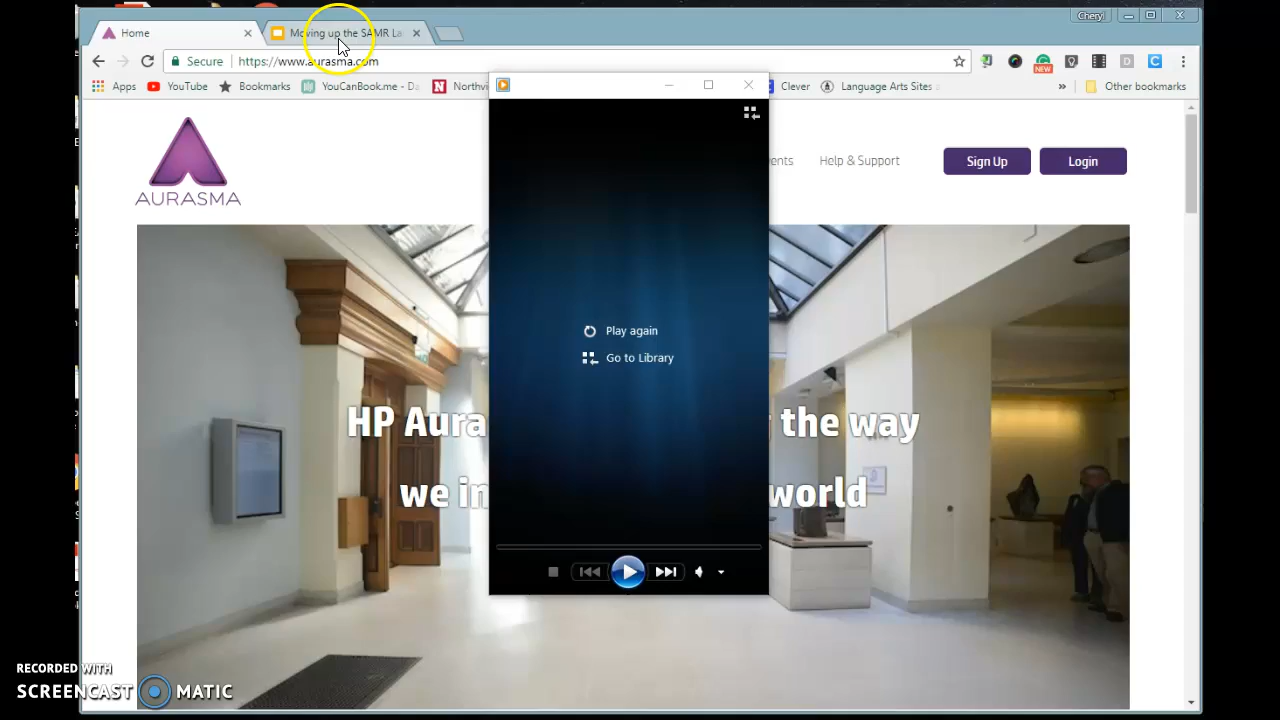 Cheryl
Home
Moving up the SAMR La
Secure
https://www.aurasma.com
Apps
YouTube
Bookmarks
YouCanBook.me - Da
Northvi
Clever
Language Arts Sites a
»
Other bookmarks
NEW
AURASMA
ents
Help & Support
Sign Up
Login
Play again
Go to Library
HP Aura
the way
we in
world
RECORDED WITH
SCREENCAST MATIC